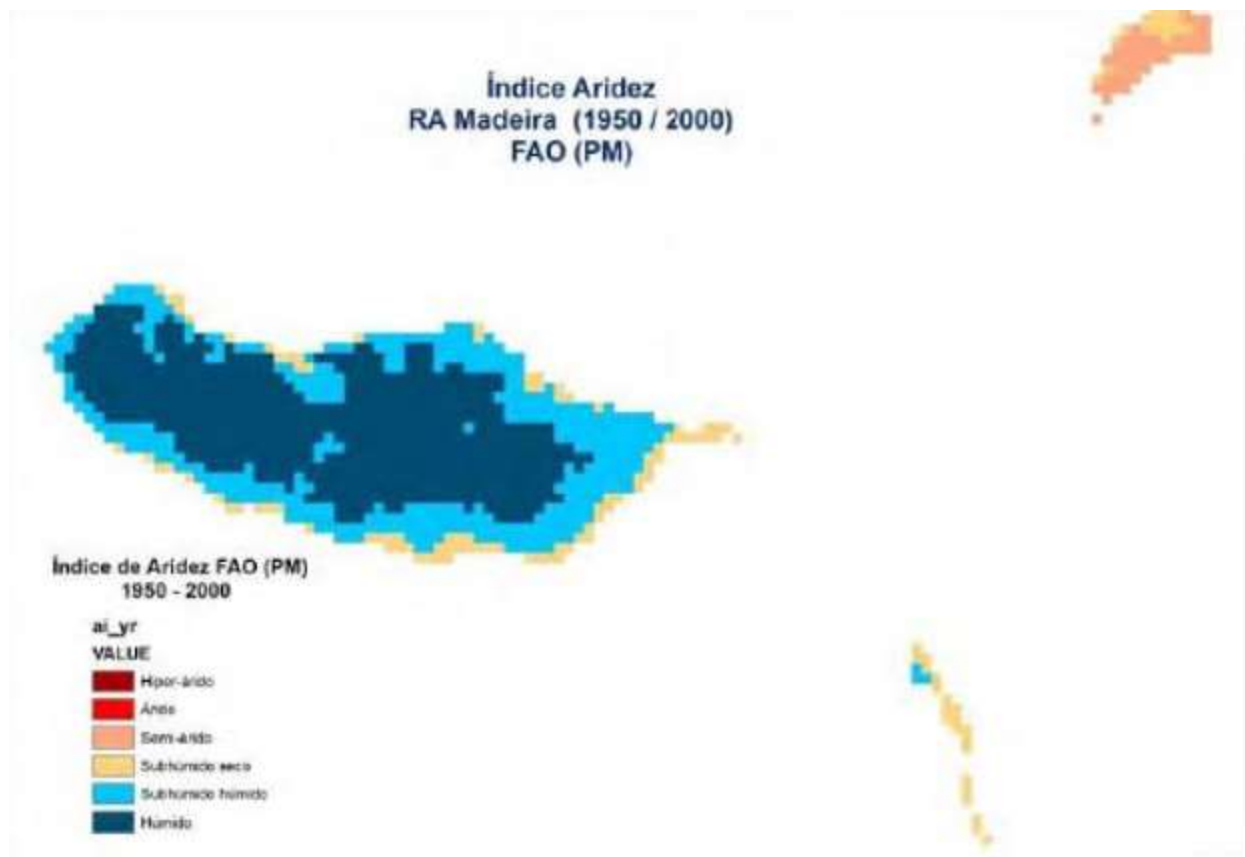 Índice Aridez
RA Madeira (1950 / 2000)
FAO (PM)
Índice de Aridez FAO (PM)
1950 - 2000
ai_yr
VALUE
Hiper-árido
Árido
Semi-árido
Subhúmido seco
Subhúmido húmido
Húmido